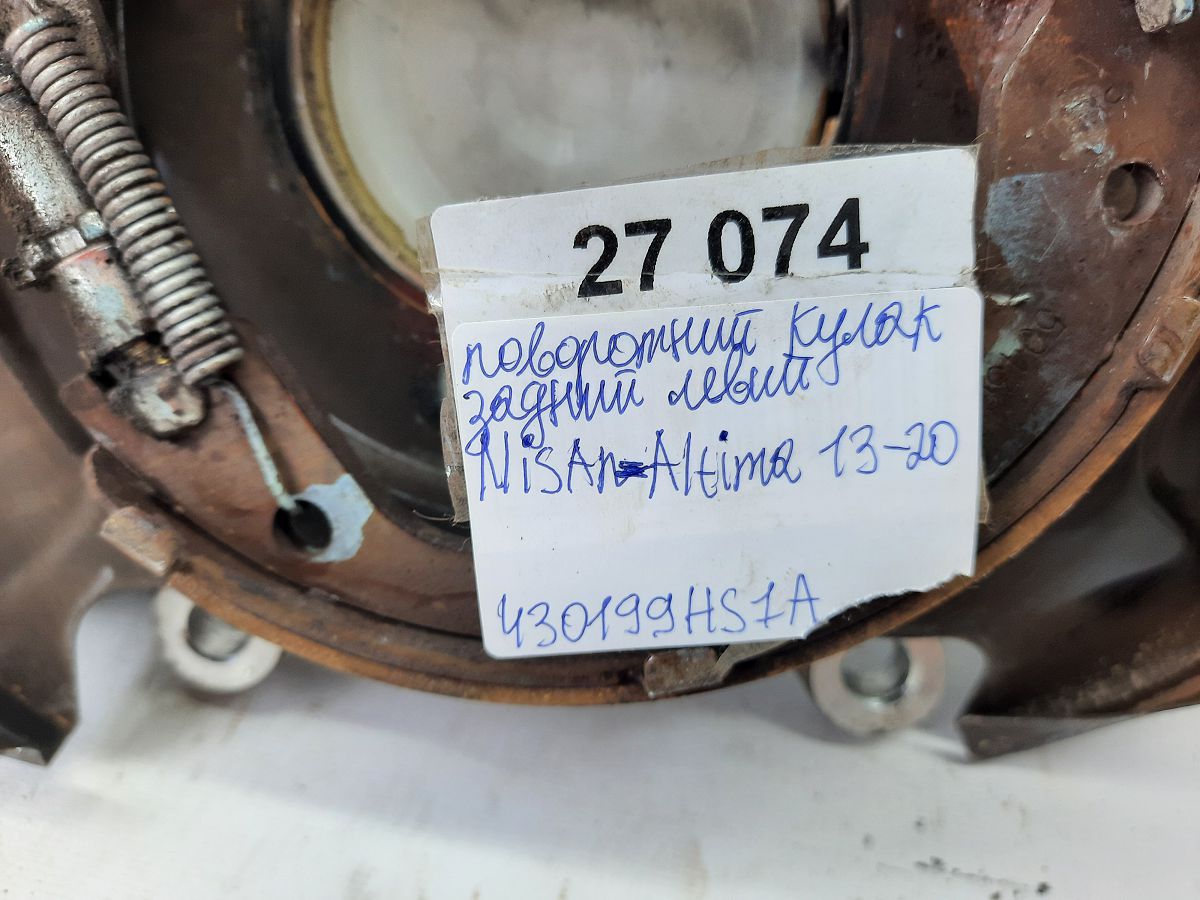 27 074
поворотний кулак
задний левий
NisAn-Altima 13-20
430199HS1A